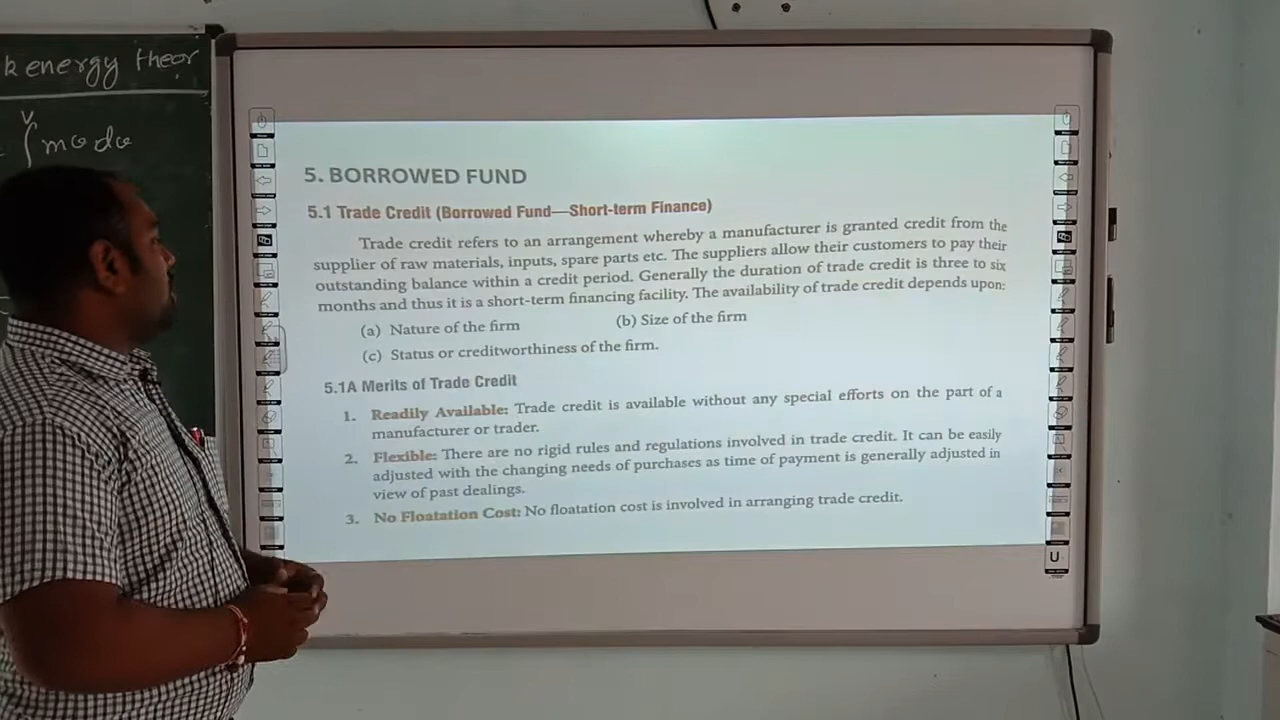 k energy theor
∫ mv dv
5. BORROWED FUND
5.1 Trade Credit (Borrowed Fund—Short-term Finance)
Trade credit refers to an arrangement whereby a manufacturer is granted credit from the
supplier of raw materials, inputs, spare parts etc. The suppliers allow their customers to pay their
outstanding balance within a credit period. Generally the duration of trade credit is three to six
months and thus it is a short-term financing facility. The availability of trade credit depends upon:
(a) Nature of the firm (b) Size of the firm
(c) Status or creditworthiness of the firm.
5.1A Merits of Trade Credit
1. Readily Available: Trade credit is available without any special efforts on the part of a
manufacturer or trader.
2. Flexible: There are no rigid rules and regulations involved in trade credit. It can be easily
adjusted with the changing needs of purchases as time of payment is generally adjusted in
view of past dealings.
3. No Floatation Cost: No floatation cost is involved in arranging trade credit.
U